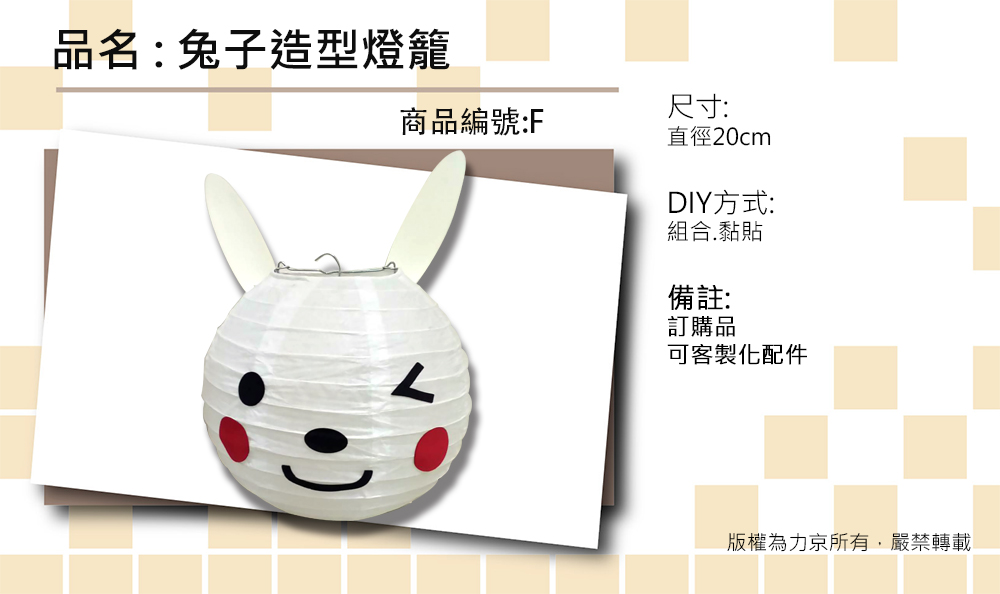 品名 : 兔子造型燈籠
商品編號:F
尺寸:
直徑20cm
DIY方式:
組合.黏貼
備註:
訂購品
可客製化配件
版權為力京所有，嚴禁轉載